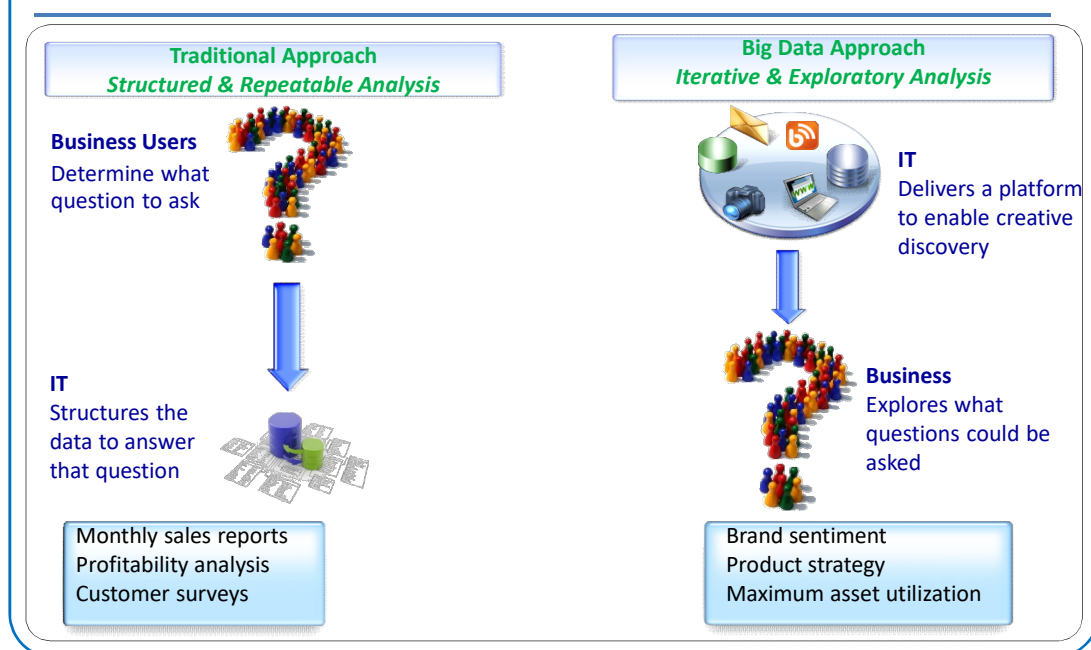 Traditional Approach
Structured & Repeatable Analysis
Business Users
Determine what
question to ask
IT
Structures the
data to answer
that question
Monthly sales reports
Profitability analysis
Customer surveys
Big Data Approach
Iterative & Exploratory Analysis
www
IT
Delivers a platform
to enable creative
discovery
Business
Explores what
questions could be
asked
Brand sentiment
Product strategy
Maximum asset utilization